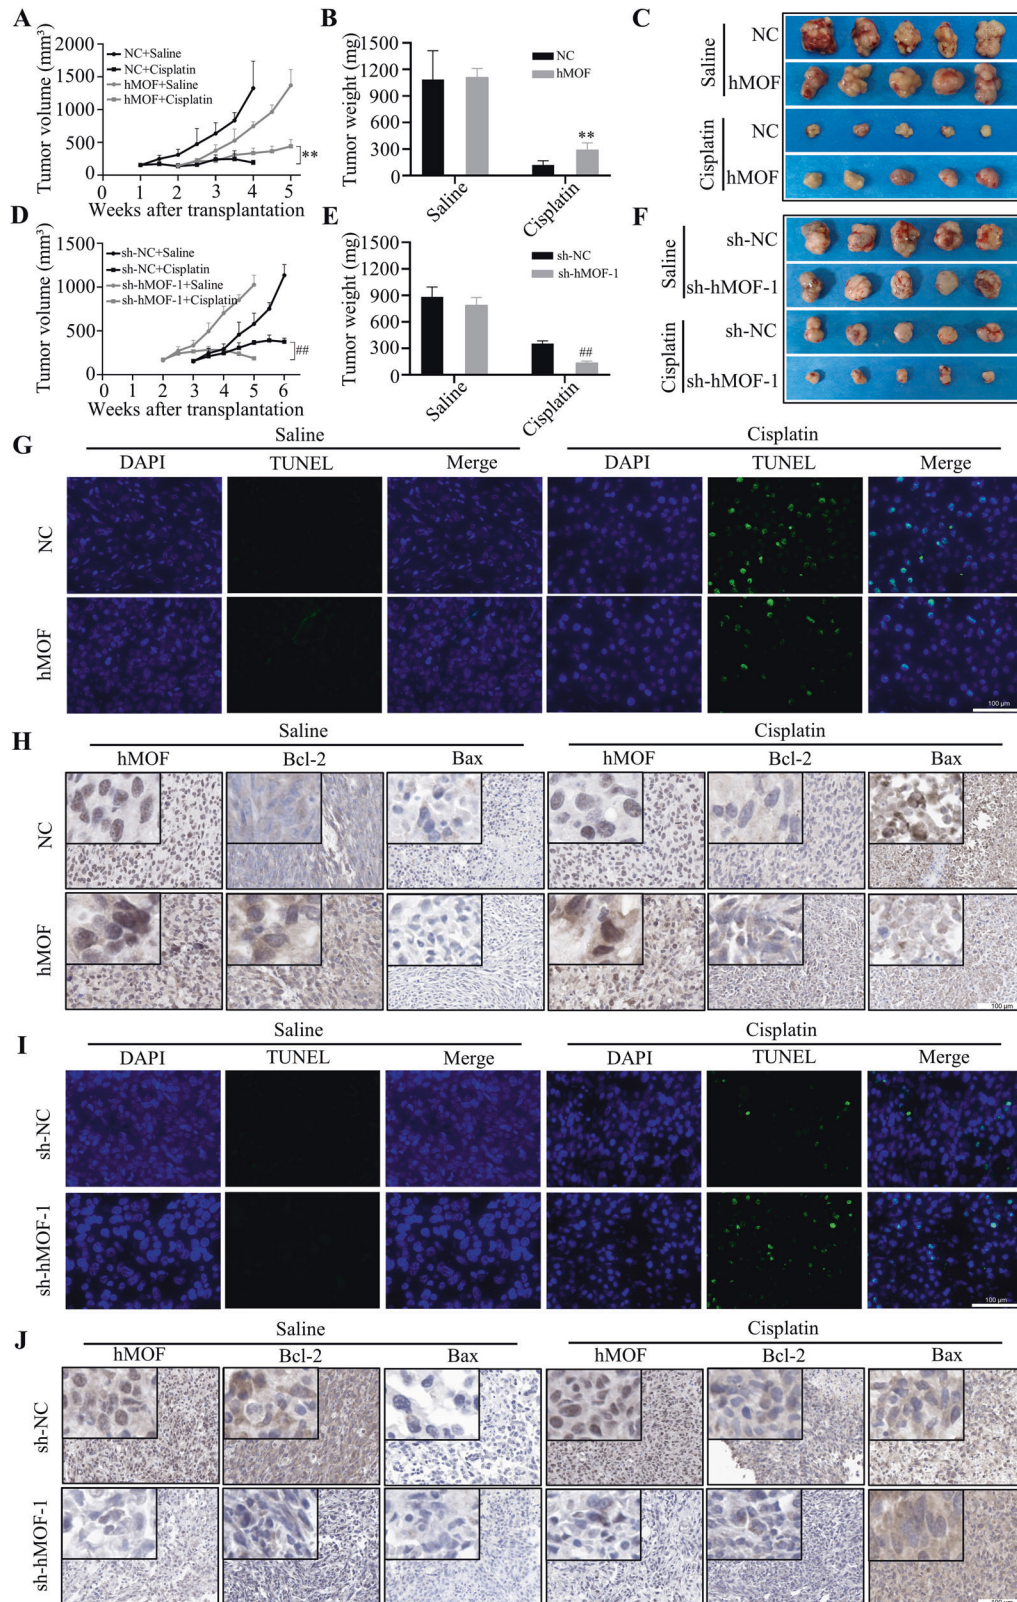 A
Tumor volume (mm³)
2000
1500
1000
500
0
NC+Saline
NC+Cisplatin
hMOF+Saline
hMOF+Cisplatin
**
0 1 2 3 4 5
Weeks after transplantation
B
Tumor weight (mg)
1500
1200
900
600
300
0
NC
hMOF
**
Saline
Cisplatin
C
Saline
NC
hMOF
Cisplatin
NC
hMOF
D
Tumor volume (mm³)
1500
1000
500
0
sh-NC+Saline
sh-NC+Cisplatin
sh-hMOF-1+Saline
sh-hMOF-1+Cisplatin
##
0 1 2 3 4 5 6
Weeks after transplantation
E
Tumor weight (mg)
1500
1200
900
600
300
0
sh-NC
sh-hMOF-1
##
Saline
Cisplatin
F
Saline
sh-NC
sh-hMOF-1
Cisplatin
sh-NC
sh-hMOF-1
G
Saline Cisplatin
DAPI TUNEL Merge DAPI TUNEL Merge
NC
hMOF
100 μm
H
Saline Cisplatin
hMOF Bcl-2 Bax hMOF Bcl-2 Bax
NC
hMOF
100 μm
I
Saline Cisplatin
DAPI TUNEL Merge DAPI TUNEL Merge
sh-NC
sh-hMOF-1
100 μm
J
Saline Cisplatin
hMOF Bcl-2 Bax hMOF Bcl-2 Bax
sh-NC
sh-hMOF-1
100 μm